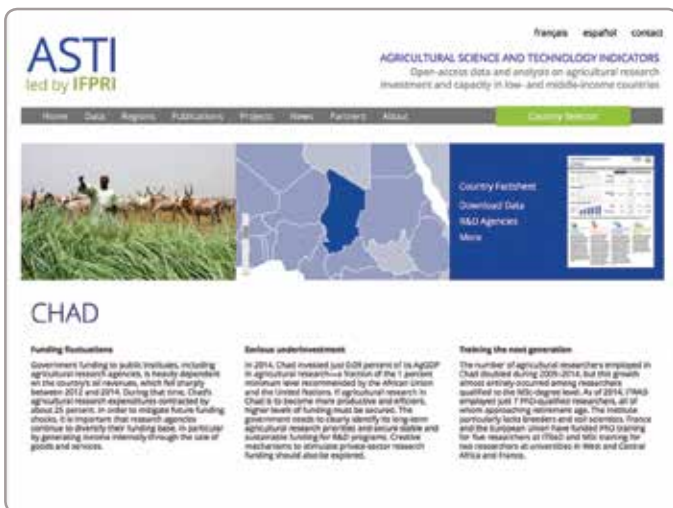 français español contact
ASTI
led by IFPRI
AGRICULTURAL SCIENCE AND TECHNOLOGY INDICATORS
Open-access data and analysis on agricultural research
investment and capacity in low- and middle-income countries
Home Data Regions Publications Projects News Partners About Country Selector
Country Factsheet
Download Data
R&D Agencies
More
CHAD
Funding fluctuations
Government funding to public institutes, including
agricultural research agencies, is heavily dependent
on the country's oil revenues, which fell sharply
between 2012 and 2014. During that time, Chad's
agricultural research expenditures contracted by
about 25 percent. In order to mitigate future funding
shocks, it is important that research agencies
continue to diversify their funding base, in particular
by generating income internally through the sale of
goods and services.
Serious underinvestment
In 2014, Chad invested just 0.09 percent of its AgGDP
in agricultural research—a fraction of the 1 percent
minimum level recommended by the African Union
and the United Nations. If agricultural research in
Chad is to become more productive and efficient,
higher levels of funding must be secured. The
government needs to clearly identify its long-term
agricultural research priorities and secure stable and
sustainable funding for R&D programs. Creative
mechanisms to stimulate private-sector research
funding should also be explored.
Training the next generation
The number of agricultural researchers employed in
Chad doubled during 2009–2014, but this growth
almost entirely occurred among researchers
qualified to the MSc-degree level. As of 2014, ITRAD
employed just 7 PhD-qualified researchers, all of
whom approaching retirement age. The institute
particularly lacks breeders and soil scientists. France
and the European Union have funded PhD training
for five researchers at ITRAD and MSc training for
two researchers at universities in West and Central
Africa and France.